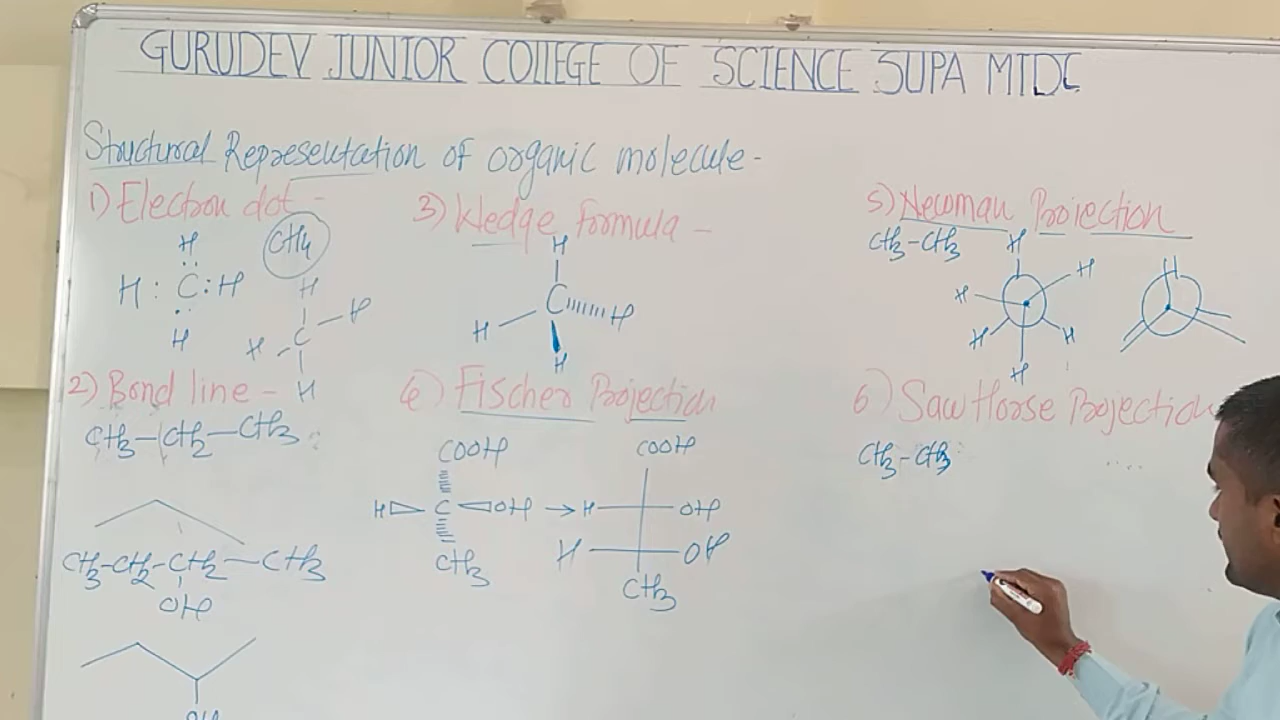 GURUDEV JUNIOR COLLEGE OF SCIENCE SUPA MIDC
Structural Representation of organic molecule -
1) Electron dot -
CH4
H
H : C : H
H
H
C H
H
H
2) Bond line -
CH3-CH2-CH3
CH3-CH2-CH2-CH3
OH
OH
3) Wedge formula -
H
C
H H
H
4) Fischer Projection
COOH
H C OH → H OH
CH3
COOH
H OH
CH3
5) Newman Projection
CH3-CH3
H
H
H
H H
H
H
6) Saw Horse Projection
CH3-CH3